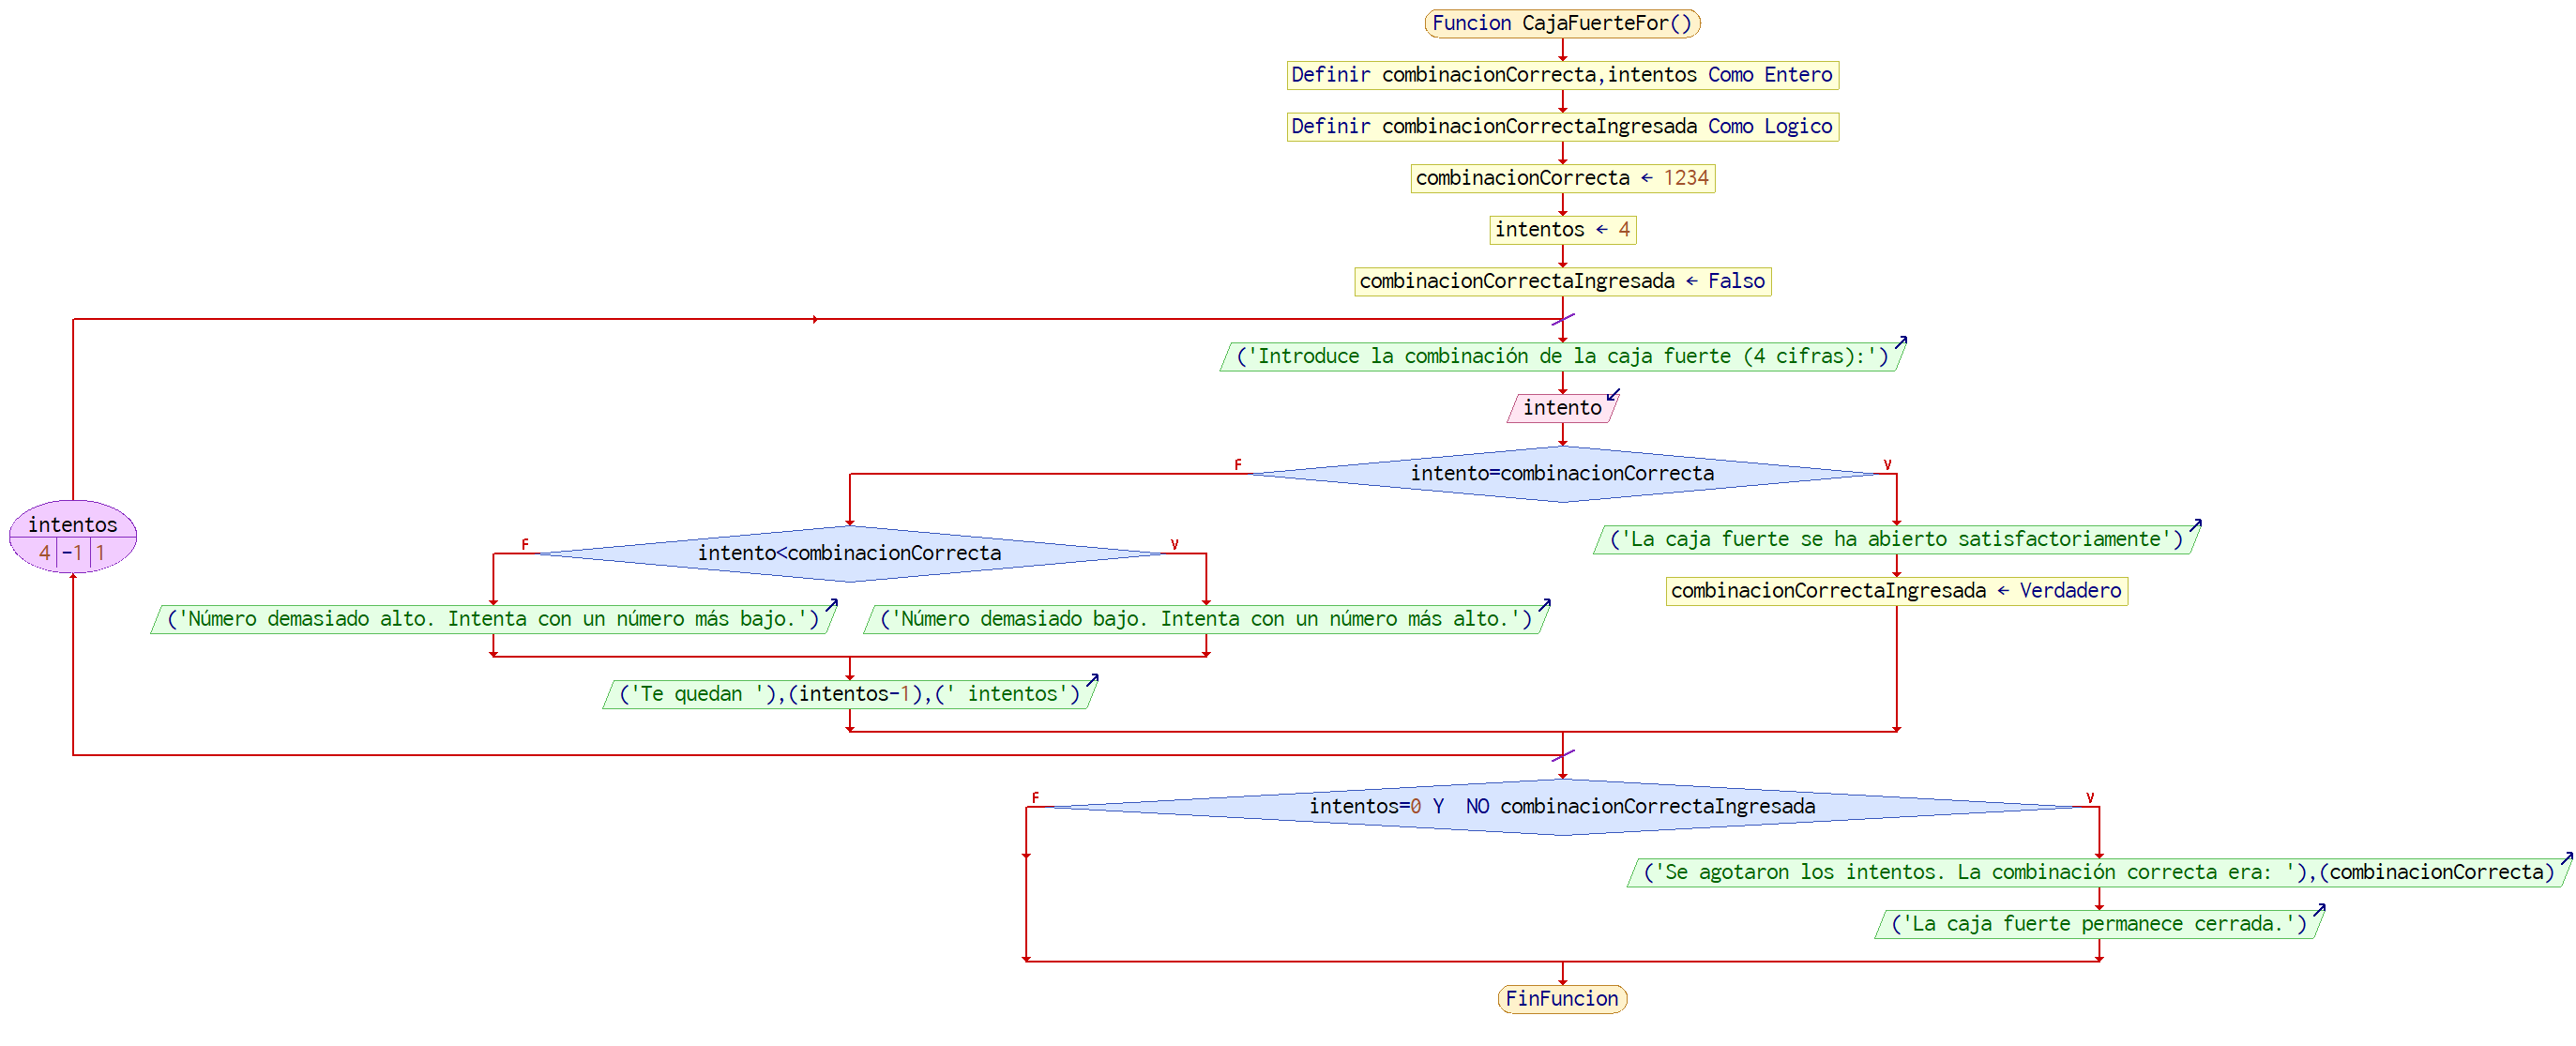 Funcion CajaFuerteFor()
Definir combinacionCorrecta,intentos Como Entero
Definir combinacionCorrectaIngresada Como Logico
combinacionCorrecta ← 1234
intentos ← 4
combinacionCorrectaIngresada ← Falso
('Introduce la combinación de la caja fuerte (4 cifras):')
intento
F
intento=combinacionCorrecta
V
intentos
4 -1 1
F
intento<combinacionCorrecta
V
('La caja fuerte se ha abierto satisfactoriamente')
combinacionCorrectaIngresada ← Verdadero
('Número demasiado alto. Intenta con un número más bajo.')
('Número demasiado bajo. Intenta con un número más alto.')
('Te quedan '),(intentos-1),(' intentos')
F
intentos=0 Y  NO combinacionCorrectaIngresada
V
('Se agotaron los intentos. La combinación correcta era: '),(combinacionCorrecta)
('La caja fuerte permanece cerrada.')
FinFuncion